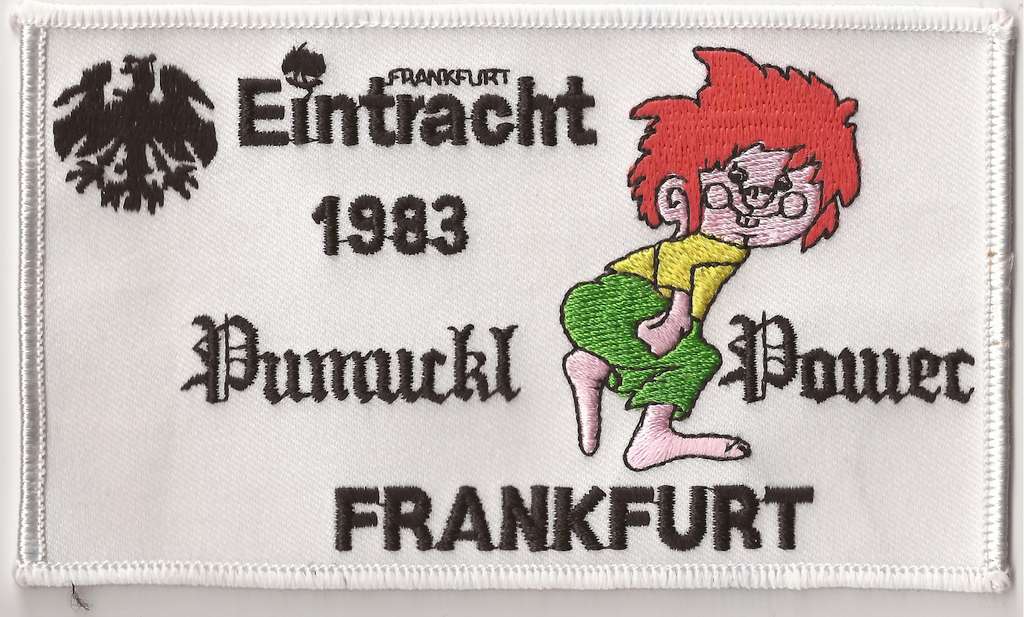 FRANKFURT
Eintracht
1983
Pumuckl Power
FRANKFURT